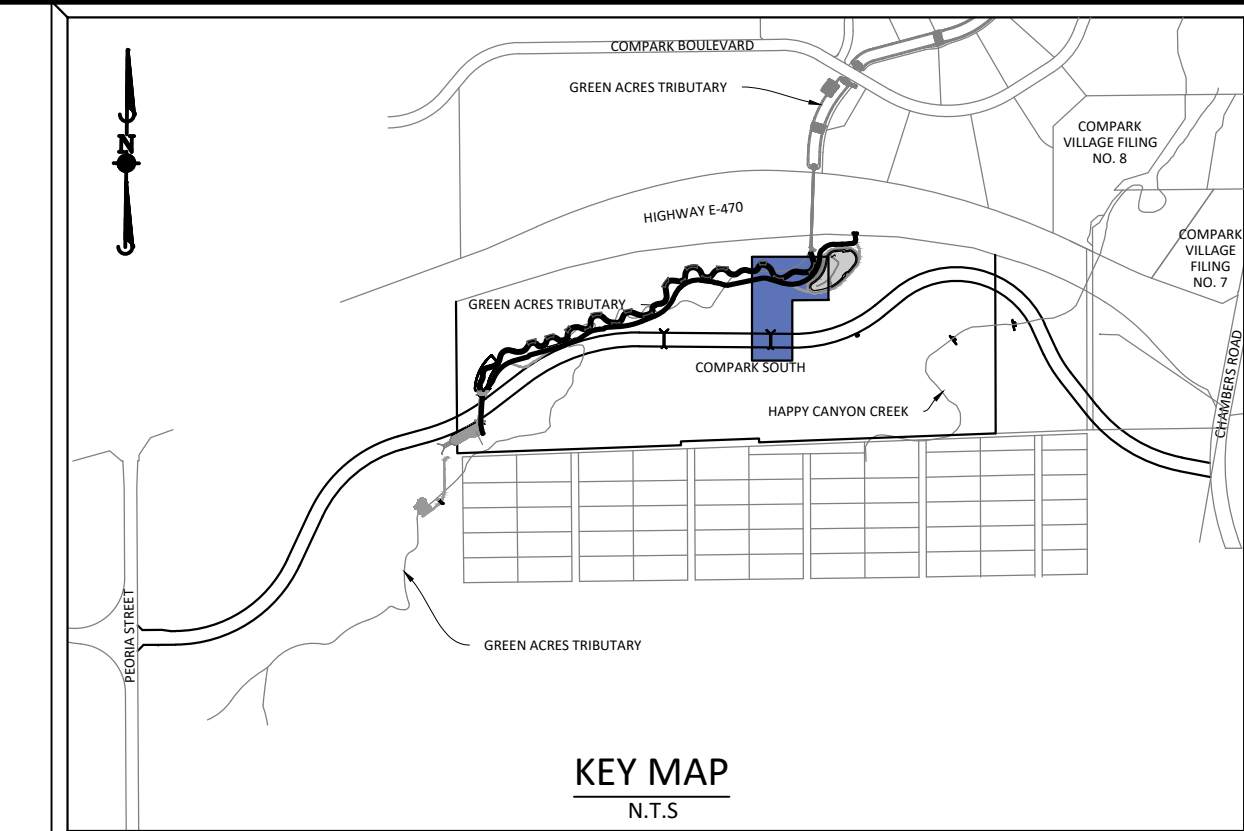 COMPARK BOULEVARD
GREEN ACRES TRIBUTARY
COMPARK
VILLAGE FILING
NO. 8
N
HIGHWAY E-470
COMPARK
VILLAGE
FILING
NO. 7
GREEN ACRES TRIBUTARY
COMPARK SOUTH
HAPPY CANYON CREEK
CHAMBERS ROAD
PEORIA STREET
GREEN ACRES TRIBUTARY
KEY MAP
N.T.S